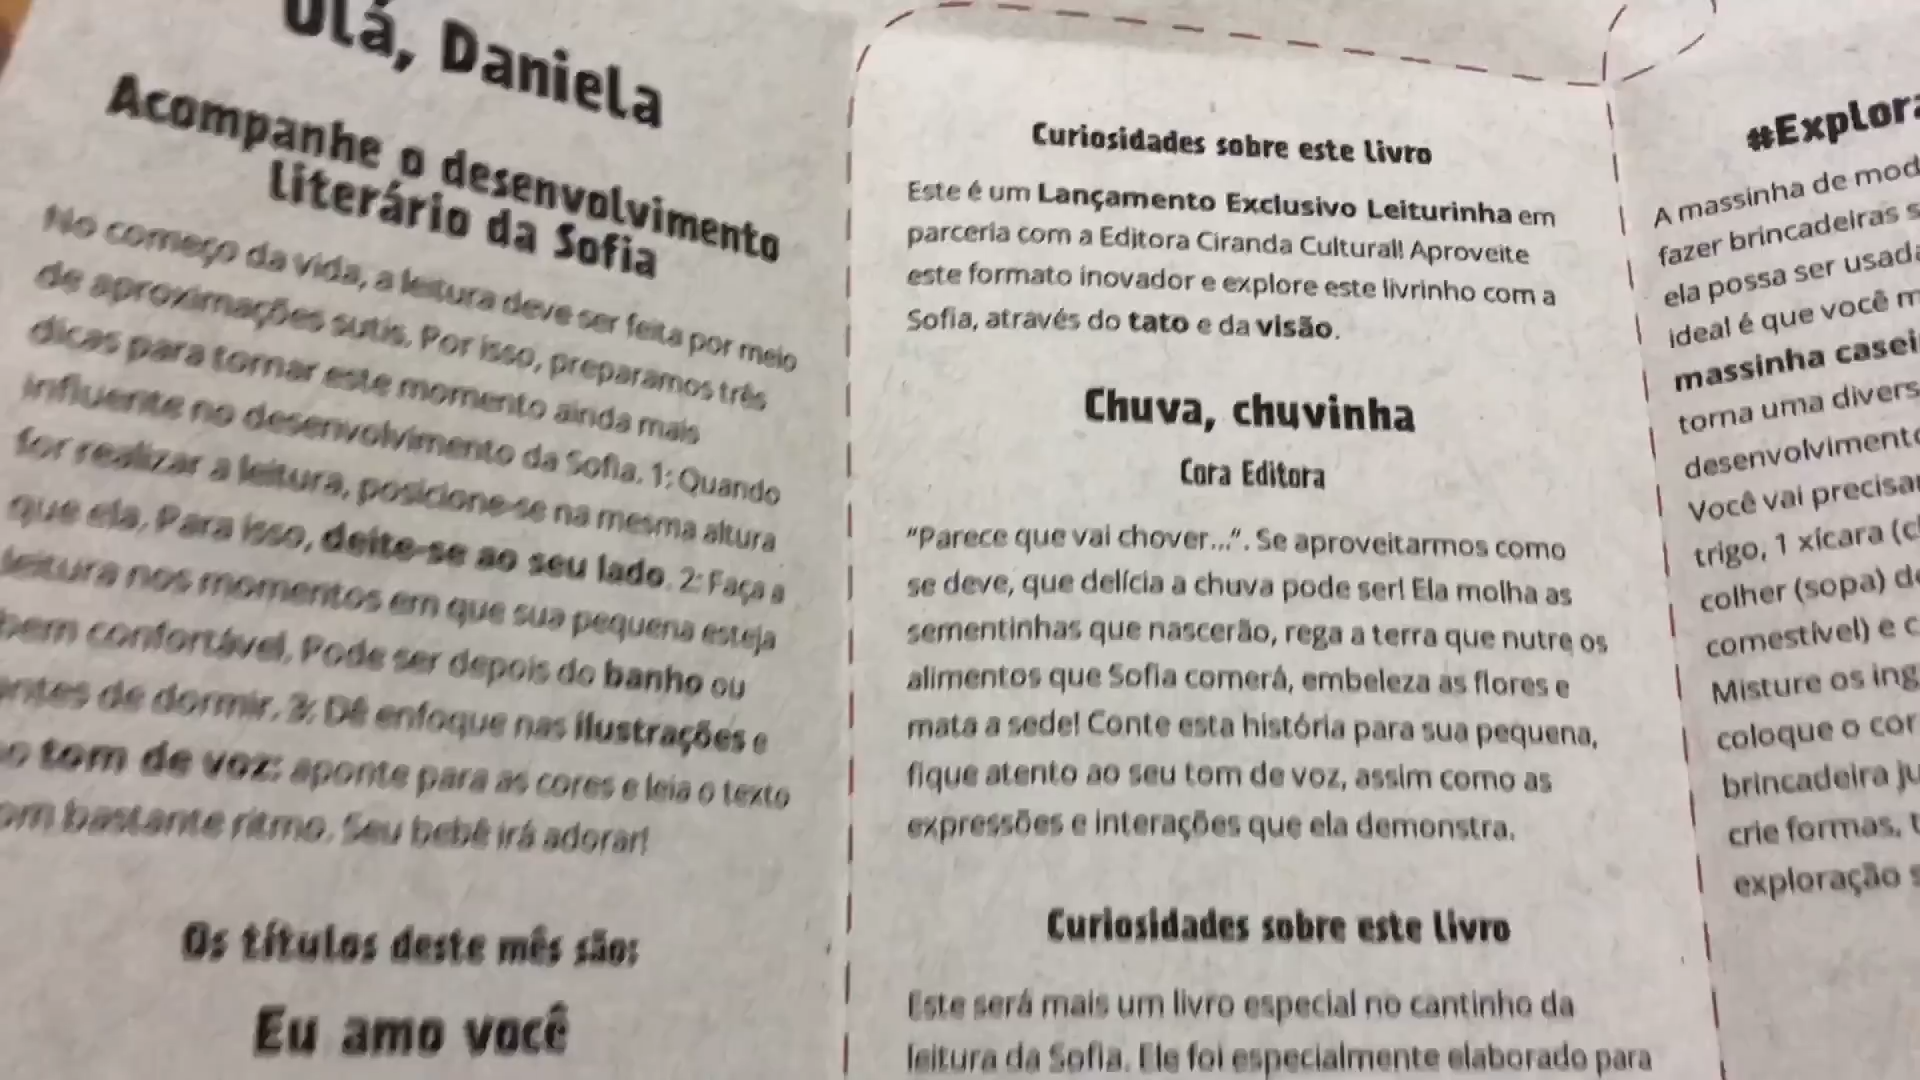 Olá, Daniela
Acompanhe o desenvolvimento
literário da Sofia
No começo da vida, a leitura deve ser feita por meio
de aproximações sutis. Por isso, preparamos três
dicas para tornar este momento ainda mais
influente no desenvolvimento da Sofia. 1: Quando
for realizar a leitura, posicione-se na mesma altura
que ela. Para isso, deite-se ao seu lado. 2: Faça a
leitura nos momentos em que sua pequena esteja
bem confortável. Pode ser depois do banho ou
antes de dormir. 3: Dê enfoque nas ilustrações e
no tom de voz: aponte para as cores e leia o texto
com bastante ritmo. Seu bebê irá adorar!
Os títulos deste mês são:
Eu amo você
Curiosidades sobre este livro
Este é um Lançamento Exclusivo Leiturinha em
parceria com a Editora Ciranda Cultural! Aproveite
este formato inovador e explore este livrinho com a
Sofia, através do tato e da visão.
Chuva, chuvinha
Cora Editora
“Parece que vai chover...”. Se aproveitarmos como
se deve, que delícia a chuva pode ser! Ela molha as
sementinhas que nascerão, rega a terra que nutre os
alimentos que Sofia comerá, embeleza as flores e
mata a sede! Conte esta história para sua pequena,
fique atento ao seu tom de voz, assim como as
expressões e interações que ela demonstra.
Curiosidades sobre este livro
Este será mais um livro especial no cantinho da
leitura da Sofia. Ele foi especialmente elaborado para
#Explora
A massinha de mod
fazer brincadeiras s
ela possa ser usada
ideal é que você m
massinha casei
torna uma divers
desenvolvimento
Você vai precisar
trigo, 1 xícara (c
colher (sopa) de
comestível) e c
Misture os ing
coloque o cor
brincadeira ju
crie formas, t
exploração s